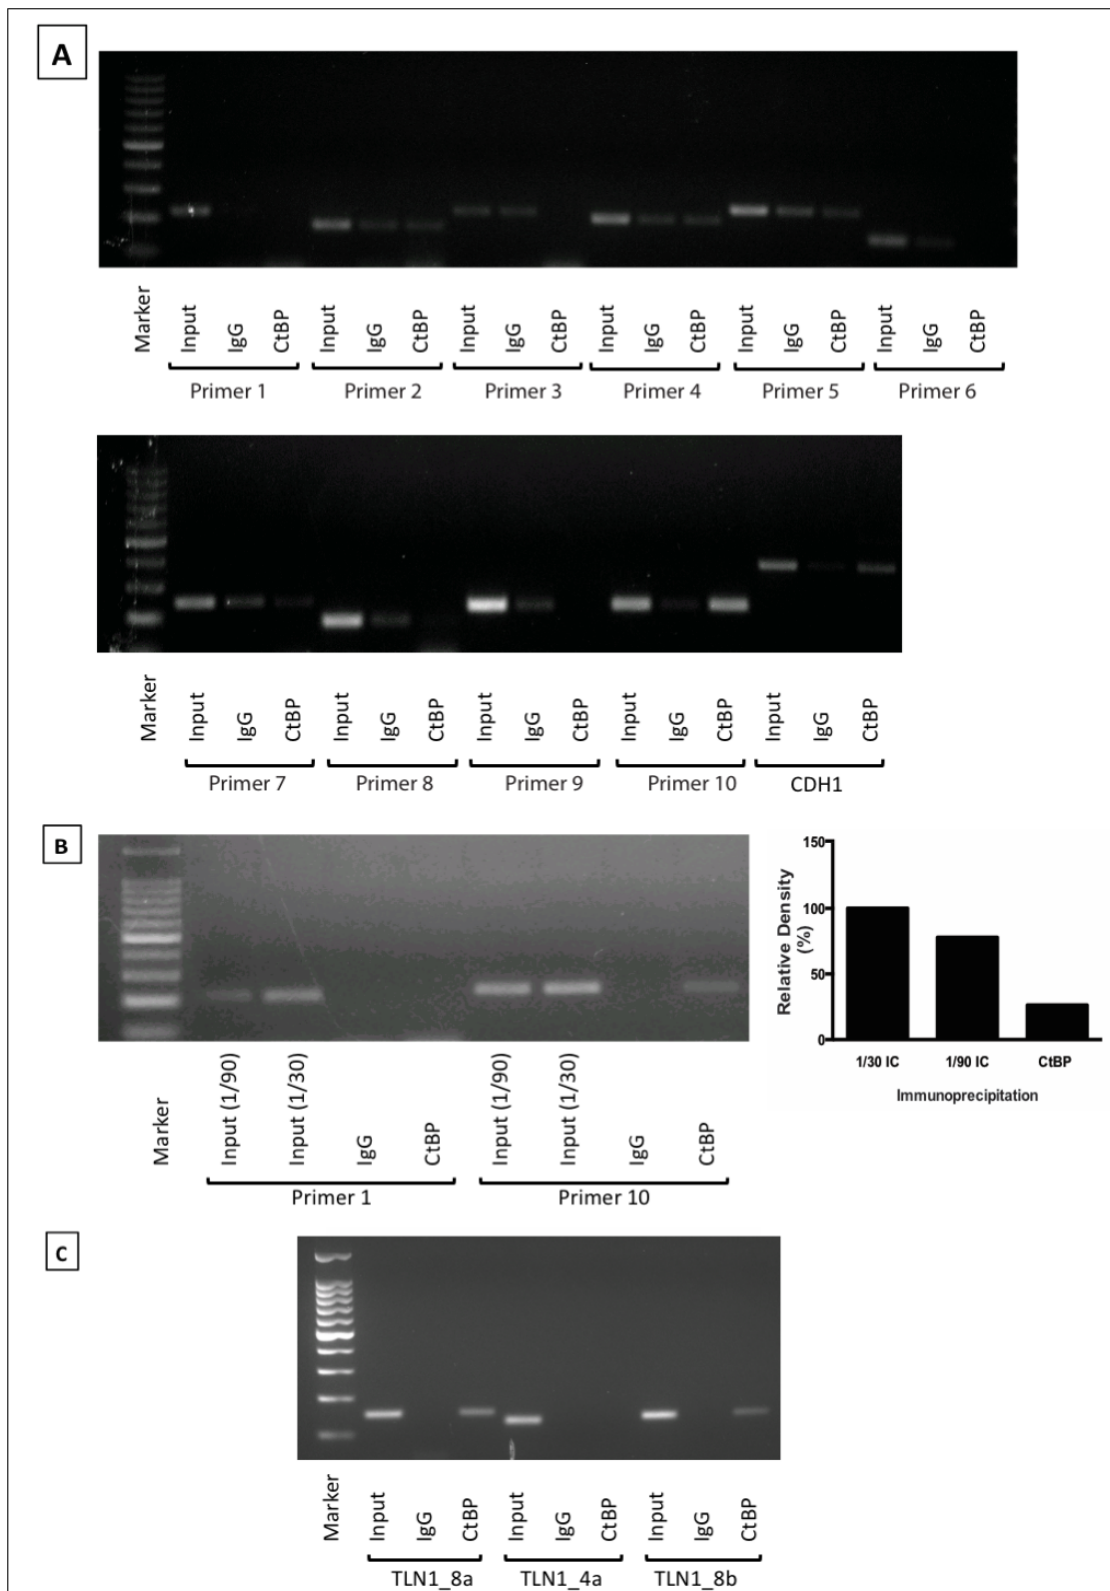 A
Marker Input IgG CtBP Input IgG CtBP Input IgG CtBP Input IgG CtBP Input IgG CtBP Input IgG CtBP
Primer 1 Primer 2 Primer 3 Primer 4 Primer 5 Primer 6
Marker Input IgG CtBP Input IgG CtBP Input IgG CtBP Input IgG CtBP Input IgG CtBP
Primer 7 Primer 8 Primer 9 Primer 10 CDH1
B
Marker Input (1/90) Input (1/30) IgG CtBP Input (1/90) Input (1/30) IgG CtBP
Primer 1 Primer 10
Relative Density
(%)
150
100
50
0
1/30 IC 1/90 IC CtBP
Immunoprecipitation
C
Marker Input IgG CtBP Input IgG CtBP Input IgG CtBP
TLN1_8a TLN1_4a TLN1_8b